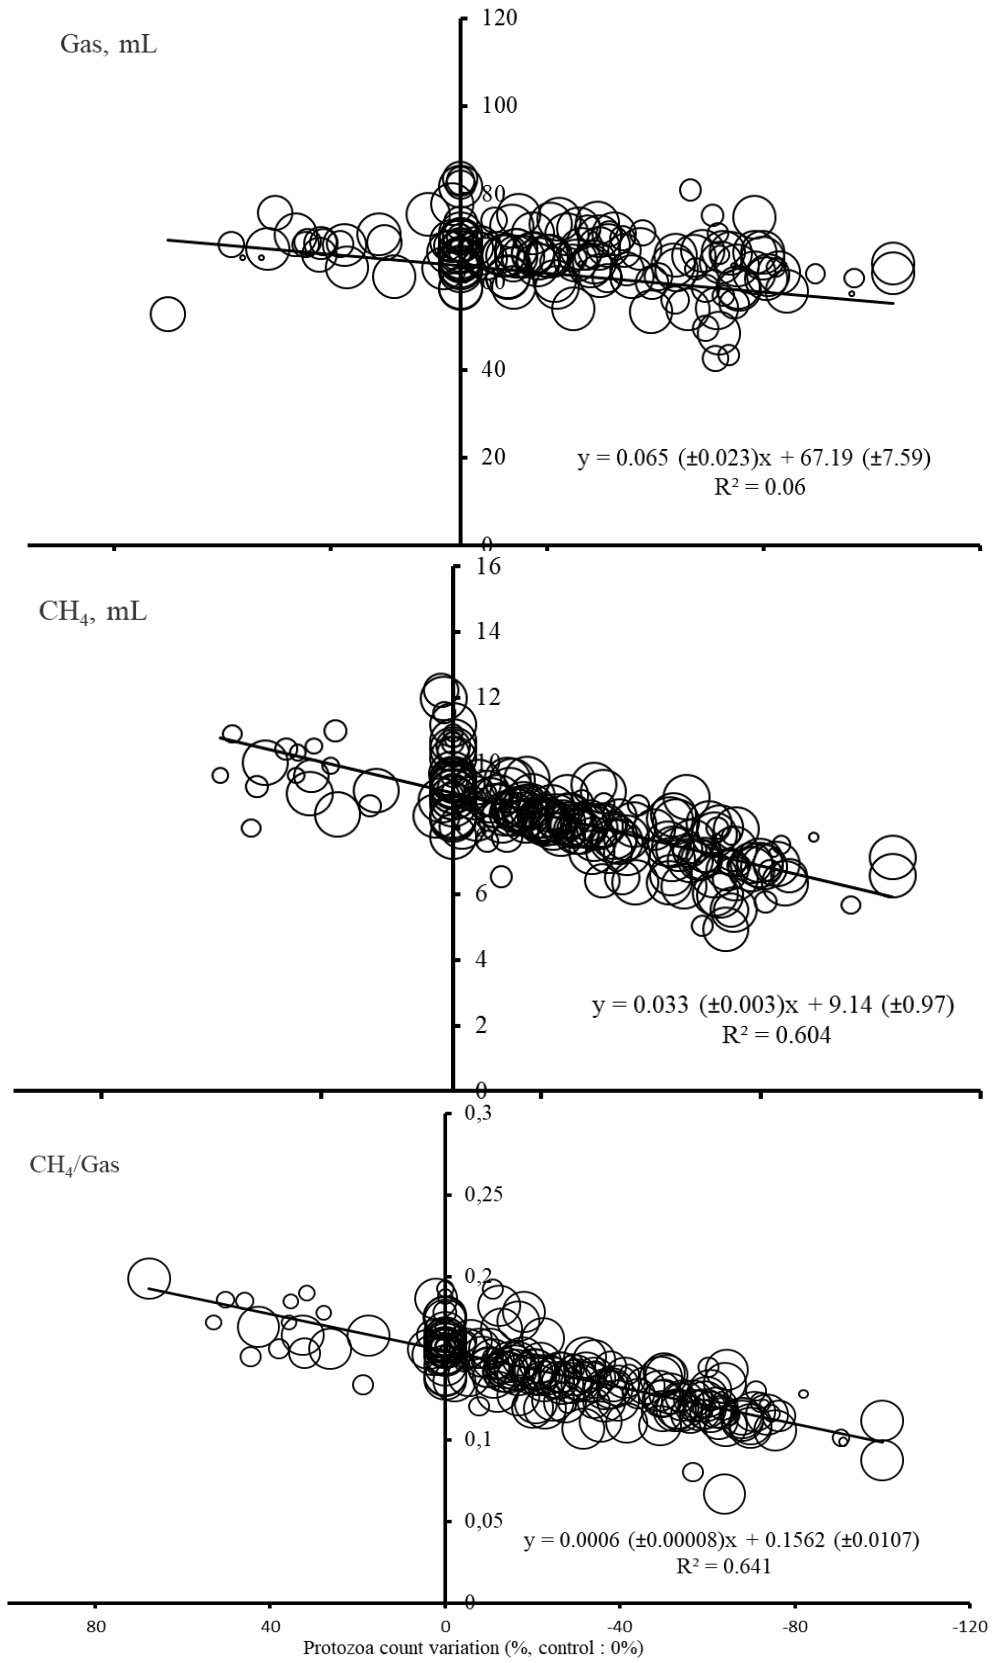 120
Gas, mL
100
80
60
40
20
y = 0.065 (±0.023)x + 67.19 (±7.59)
R² = 0.06
0
16
CH₄, mL
14
12
10
6
4
y = 0.033 (±0.003)x + 9.14 (±0.97)
2
R² = 0.604
0
0,3
CH₄/Gas
0,25
0,2
0,1
0,05
y = 0.0006 (±0.00008)x + 0.1562 (±0.0107)
R² = 0.641
0
80 40 0 -40 -80 -120
Protozoa count variation (%, control : 0%)